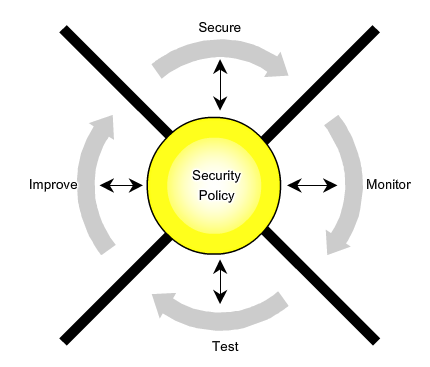 Secure
Improve
Security
Policy
Monitor
Test